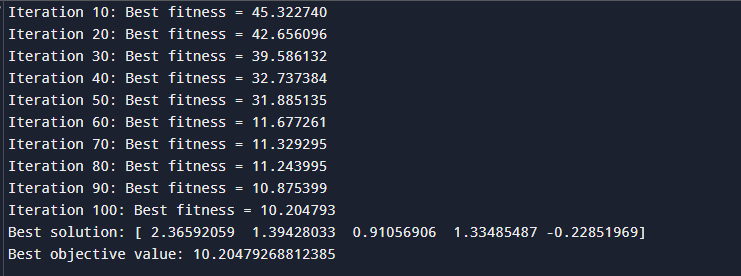 Iteration 10: Best fitness = 45.322740
Iteration 20: Best fitness = 42.656096
Iteration 30: Best fitness = 39.586132
Iteration 40: Best fitness = 32.737384
Iteration 50: Best fitness = 31.885135
Iteration 60: Best fitness = 11.677261
Iteration 70: Best fitness = 11.329295
Iteration 80: Best fitness = 11.243995
Iteration 90: Best fitness = 10.875399
Iteration 100: Best fitness = 10.204793
Best solution: [ 2.36592059  1.39428033  0.91056906  1.33485487 -0.22851969]
Best objective value: 10.20479268812385